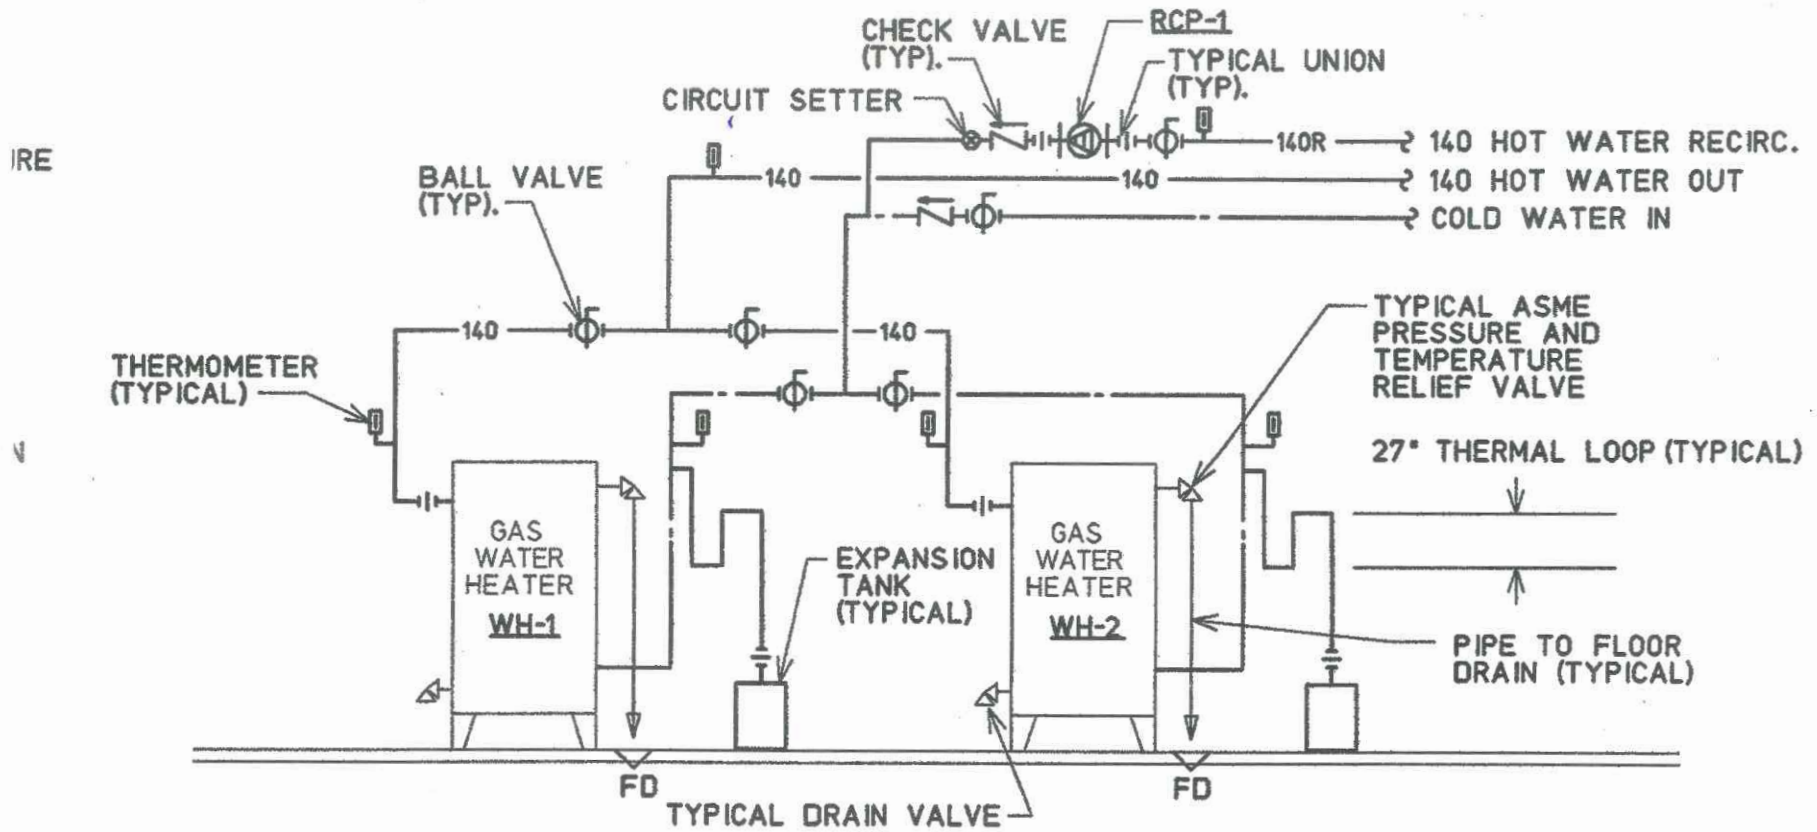 RCP-1
CHECK VALVE
(TYP).
TYPICAL UNION
(TYP).
CIRCUIT SETTER
140R
140 HOT WATER RECIRC.
IRE
BALL VALVE
(TYP).
140
140
140 HOT WATER OUT
COLD WATER IN
140
140
TYPICAL ASME
PRESSURE AND
TEMPERATURE
RELIEF VALVE
THERMOMETER
(TYPICAL)
27" THERMAL LOOP (TYPICAL)
N
GAS
WATER
HEATER
WH-1
EXPANSION
TANK
(TYPICAL)
GAS
WATER
HEATER
WH-2
PIPE TO FLOOR
DRAIN (TYPICAL)
FD
FD
TYPICAL DRAIN VALVE